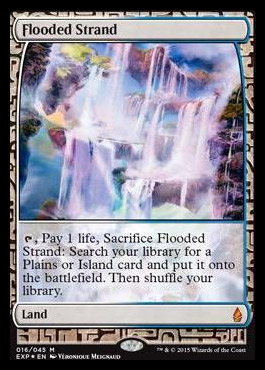 Flooded Strand
, Pay 1 life, Sacrifice Flooded
Strand: Search your library for a
Plains or Island card and put it onto
the battlefield. Then shuffle your
library.
Land
016/045 M
EXP • EN Véronique Meignaud
™ & © 2015 Wizards of the Coast